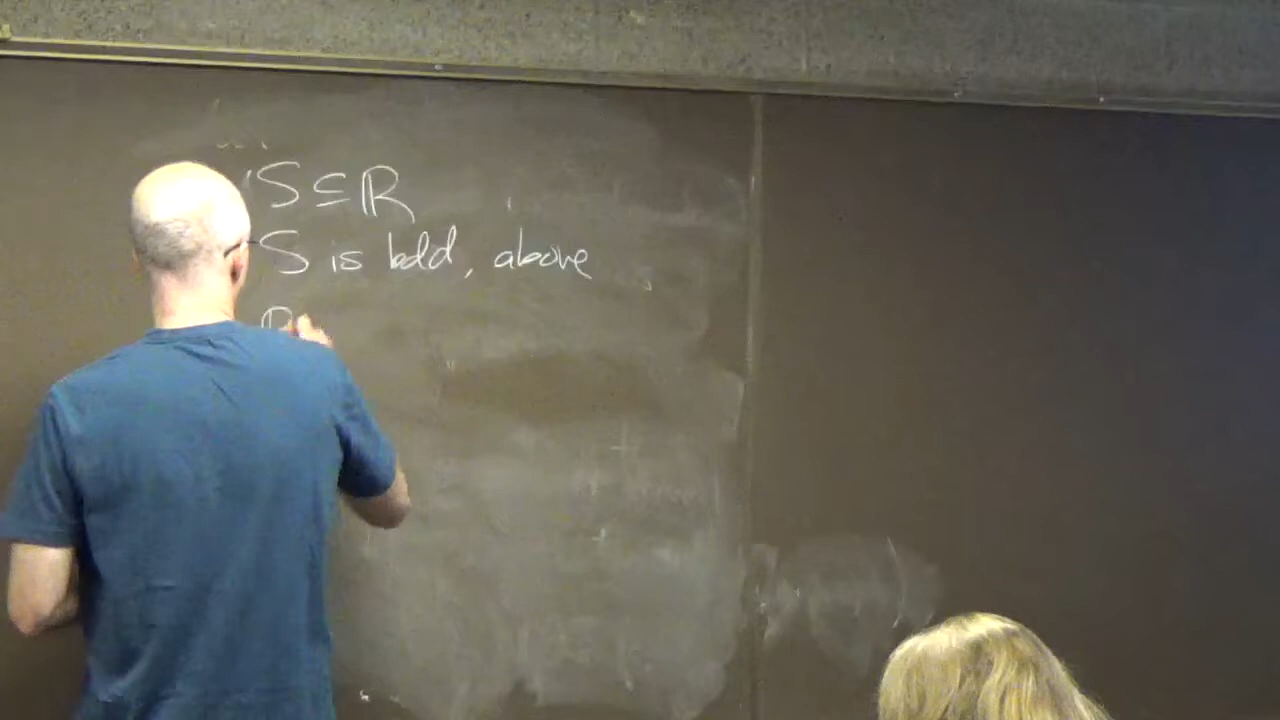 S ⊆ ℝ
S is bdd, above